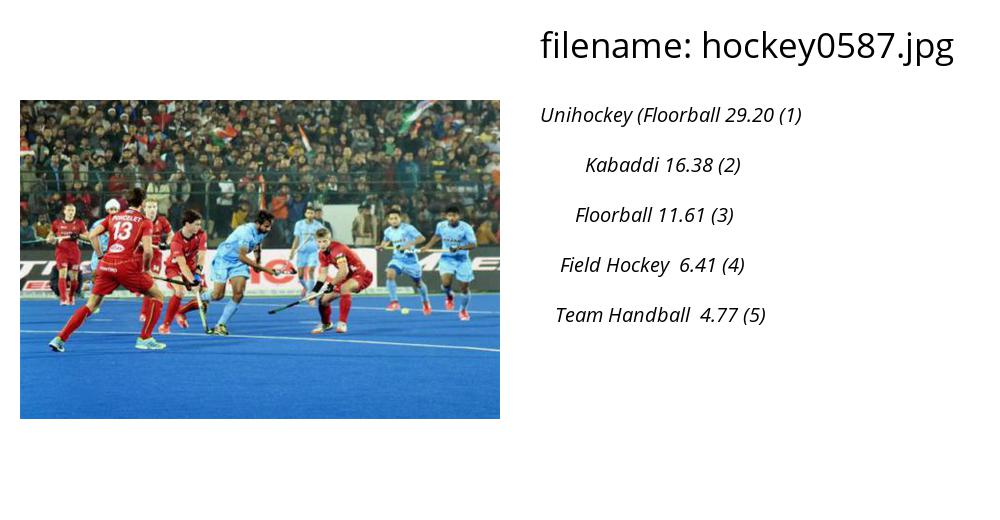 filename: hockey0587.jpg
Unihockey (Floorball 29.20 (1)
Kabaddi 16.38 (2)
Floorball 11.61 (3)
Field Hockey 6.41 (4)
Team Handball 4.77 (5)
13